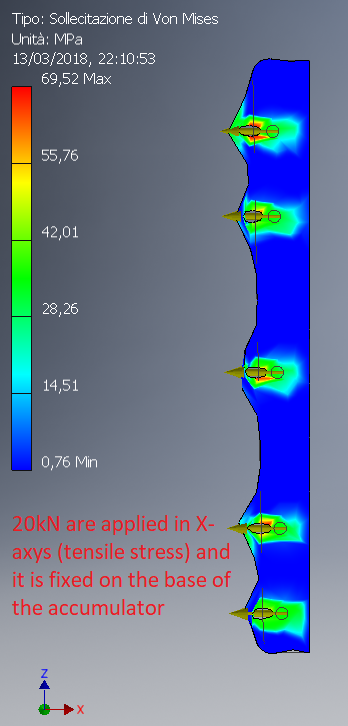 Tipo: Sollecitazione di Von Mises
Unità: MPa
13/03/2018, 22:10:53
69,52 Max
55,76
42,01
28,26
14,51
0,76 Min
20kN are applied in X-
axys (tensile stress) and
it is fixed on the base of
the accumulator
Z
X